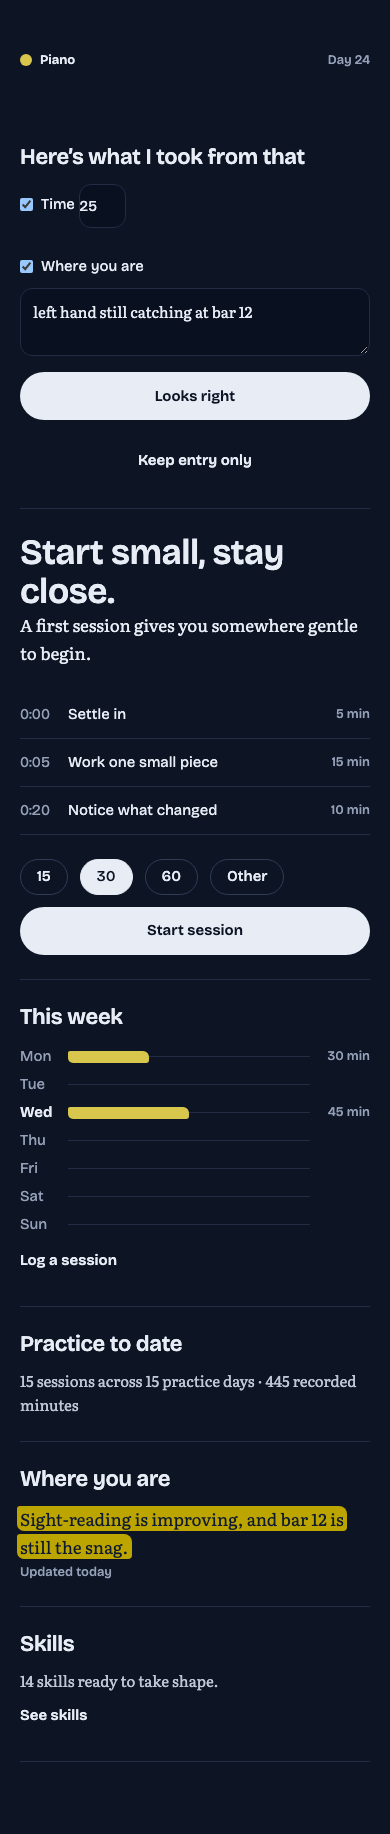 Piano
Day 24
Here's what I took from that
Time 25
Where you are
left hand still catching at bar 12
Looks right
Keep entry only
Start small, stay
close.
A first session gives you somewhere gentle
to begin.
0:00 Settle in 5 min
0:05 Work one small piece 15 min
0:20 Notice what changed 10 min
15 30 60 Other
Start session
This week
Mon 30 min
Tue
Wed 45 min
Thu
Fri
Sat
Sun
Log a session
Practice to date
15 sessions across 15 practice days · 445 recorded
minutes
Where you are
Sight-reading is improving, and bar 12 is
still the snag.
Updated today
Skills
14 skills ready to take shape.
See skills